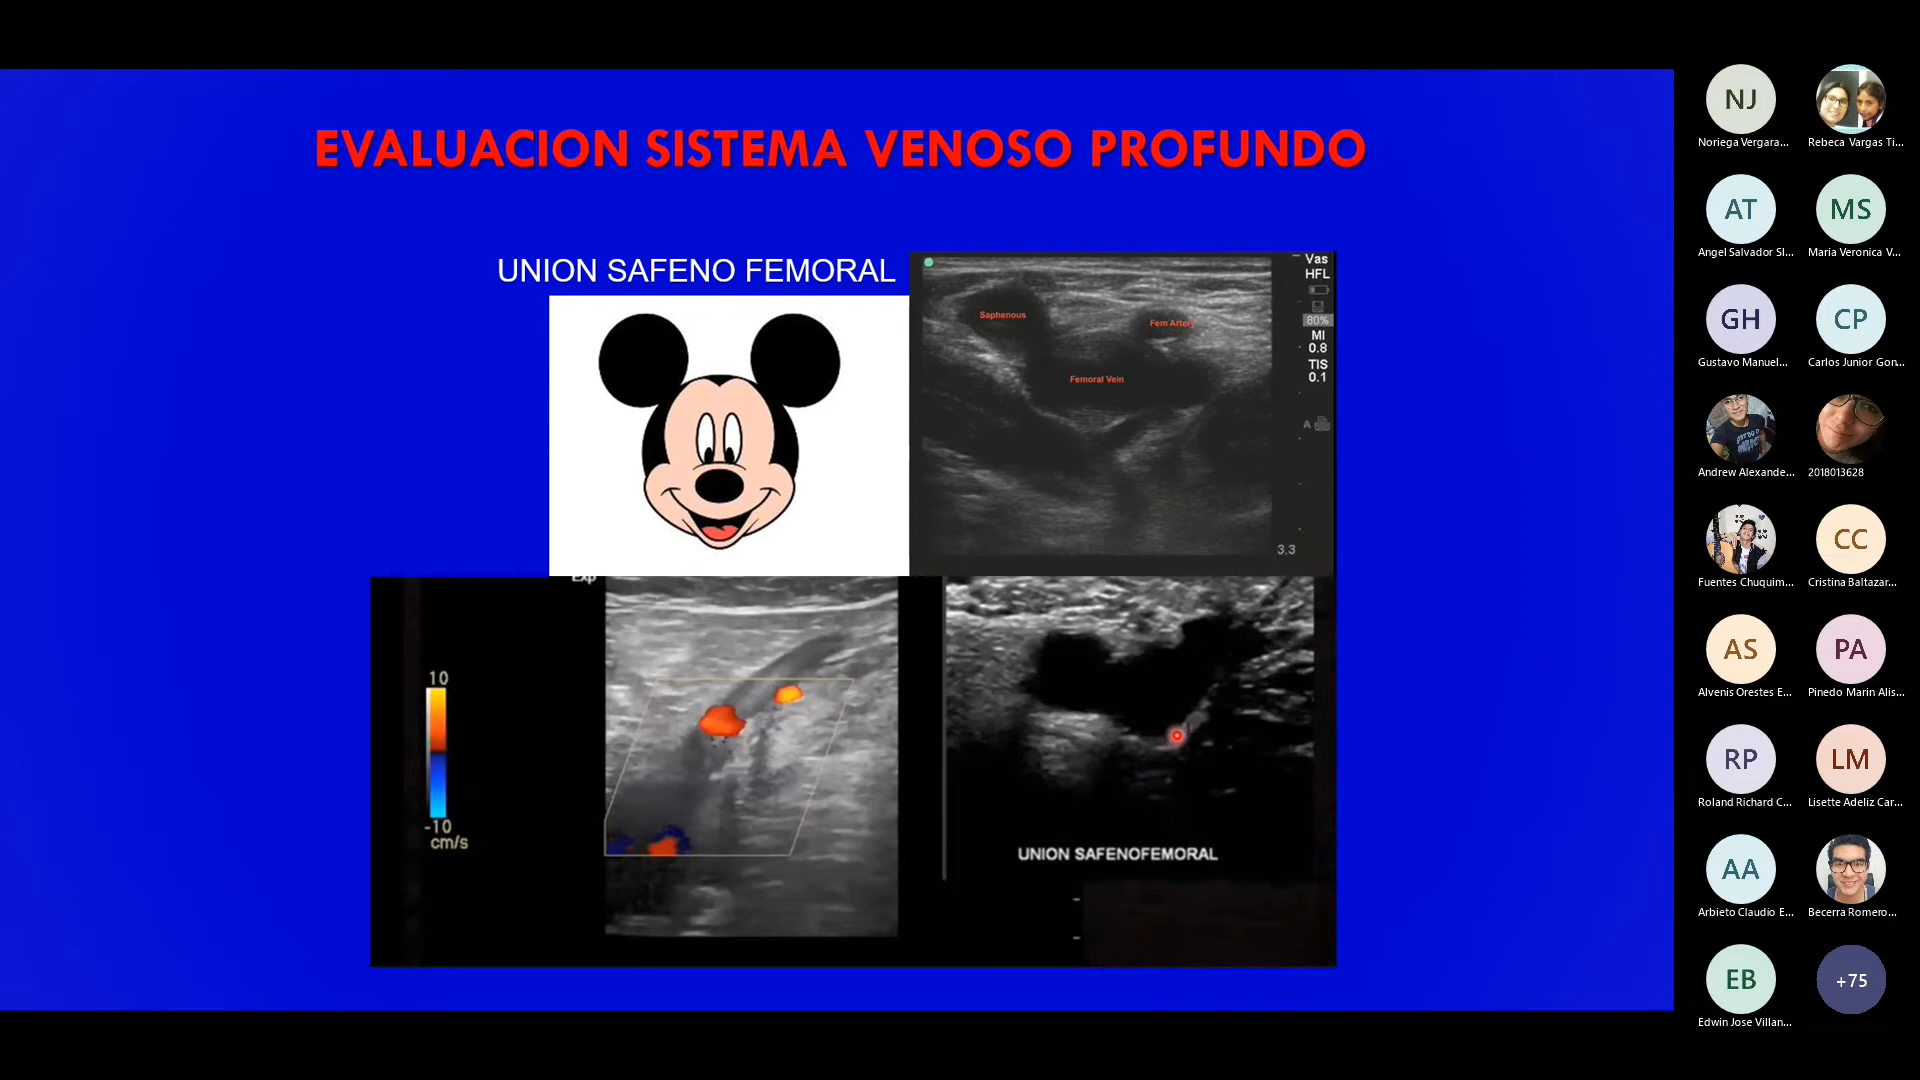 EVALUACION SISTEMA VENOSO PROFUNDO
UNION SAFENO FEMORAL
Saphenous
Fem Artery
Femoral Vein
Vas
HFL
80%
MI
0.8
TIS
0.1
A
3.3
Exp
10
-10
cm/s
UNION SAFENOFEMORAL
NJ
Noriega Vergara...
Rebeca Vargas Ti...
AT
Angel Salvador Sl...
MS
Maria Veronica V...
GH
Gustavo Manuel...
CP
Carlos Junior Gon...
Andrew Alexande...
2018013628
Fuentes Chuquim...
CC
Cristina Baltazar...
AS
Alvenis Orestes E...
PA
Pinedo Marin Alis...
RP
Roland Richard C...
LM
Lisette Adeliz Car...
AA
Arbieto Claudio E...
Becerra Romero...
EB
Edwin Jose Villan...
+75